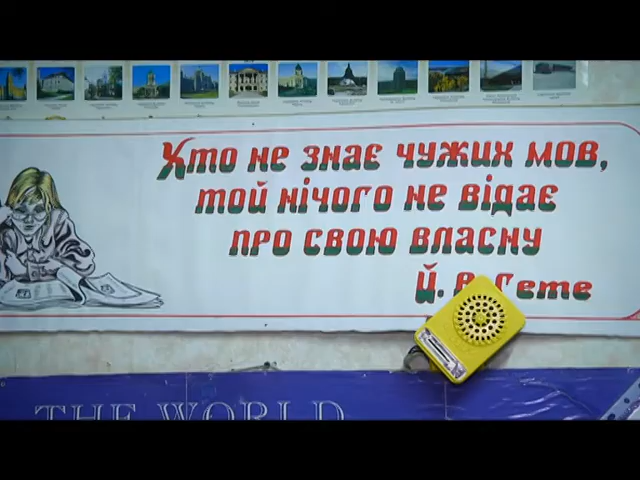 Хто не знає чужих мов,
той нічого не відає
про свою власну
Й. В. Гете
THE WORLD